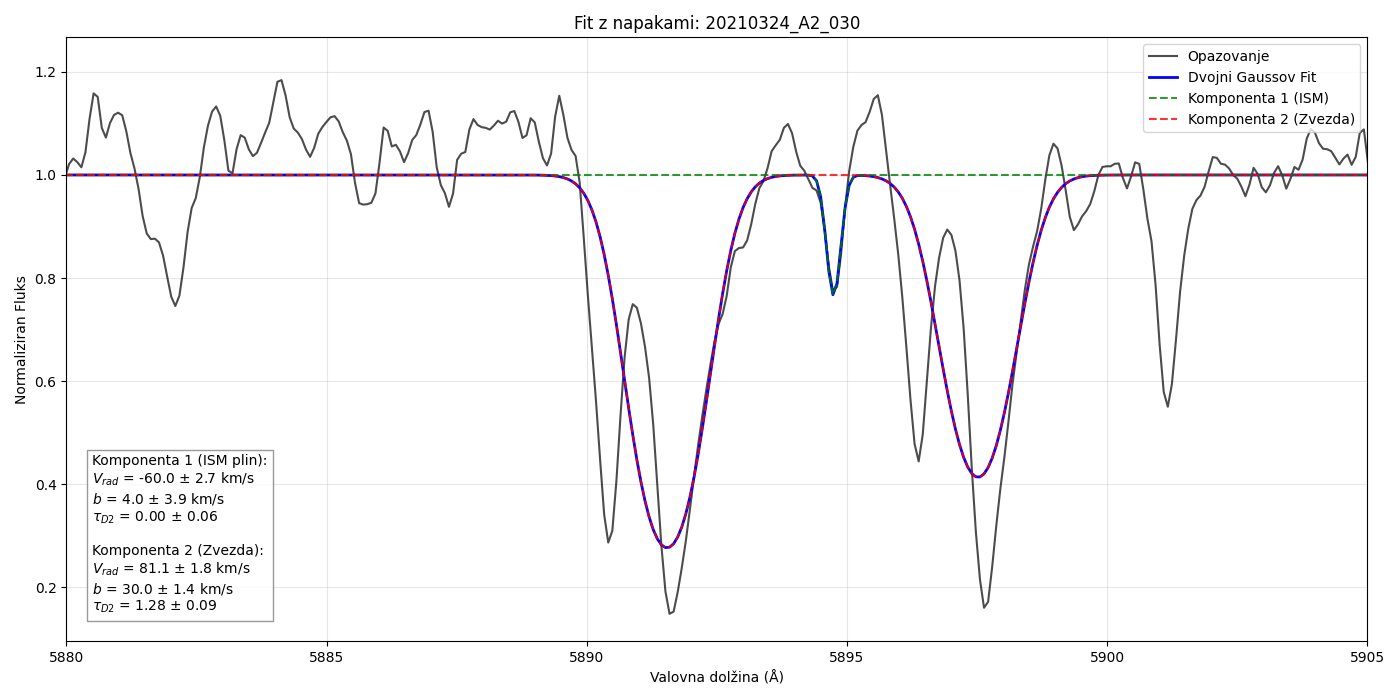 Fit z napakami: 20210324_A2_030
Opazovanje
Dvojni Gaussov Fit
Komponenta 1 (ISM)
Komponenta 2 (Zvezda)
Normaliziran Fluks
1.2
1.0
0.8
0.6
0.4
0.2
Komponenta 1 (ISM plin):
V_rad = -60.0 ± 2.7 km/s
b = 4.0 ± 3.9 km/s
τ_D2 = 0.00 ± 0.06
Komponenta 2 (Zvezda):
V_rad = 81.1 ± 1.8 km/s
b = 30.0 ± 1.4 km/s
τ_D2 = 1.28 ± 0.09
5880 5885 5890 5895 5900 5905
Valovna dolžina (Å)